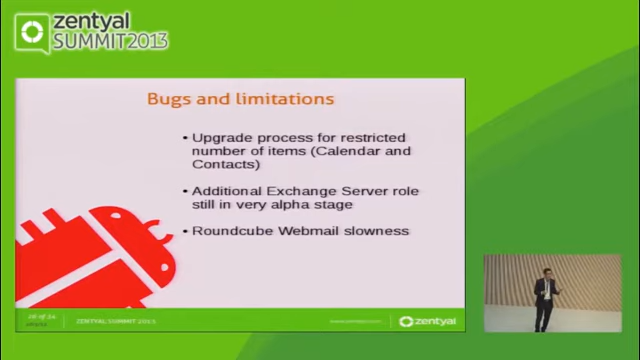 zentyal
SUMMIT2013
Bugs and limitations
• Upgrade process for restricted
number of items (Calendar and
Contacts)
• Additional Exchange Server role
still in very alpha stage
• Roundcube Webmail slowness
ZENTYAL SUMMIT 2013
zentyal